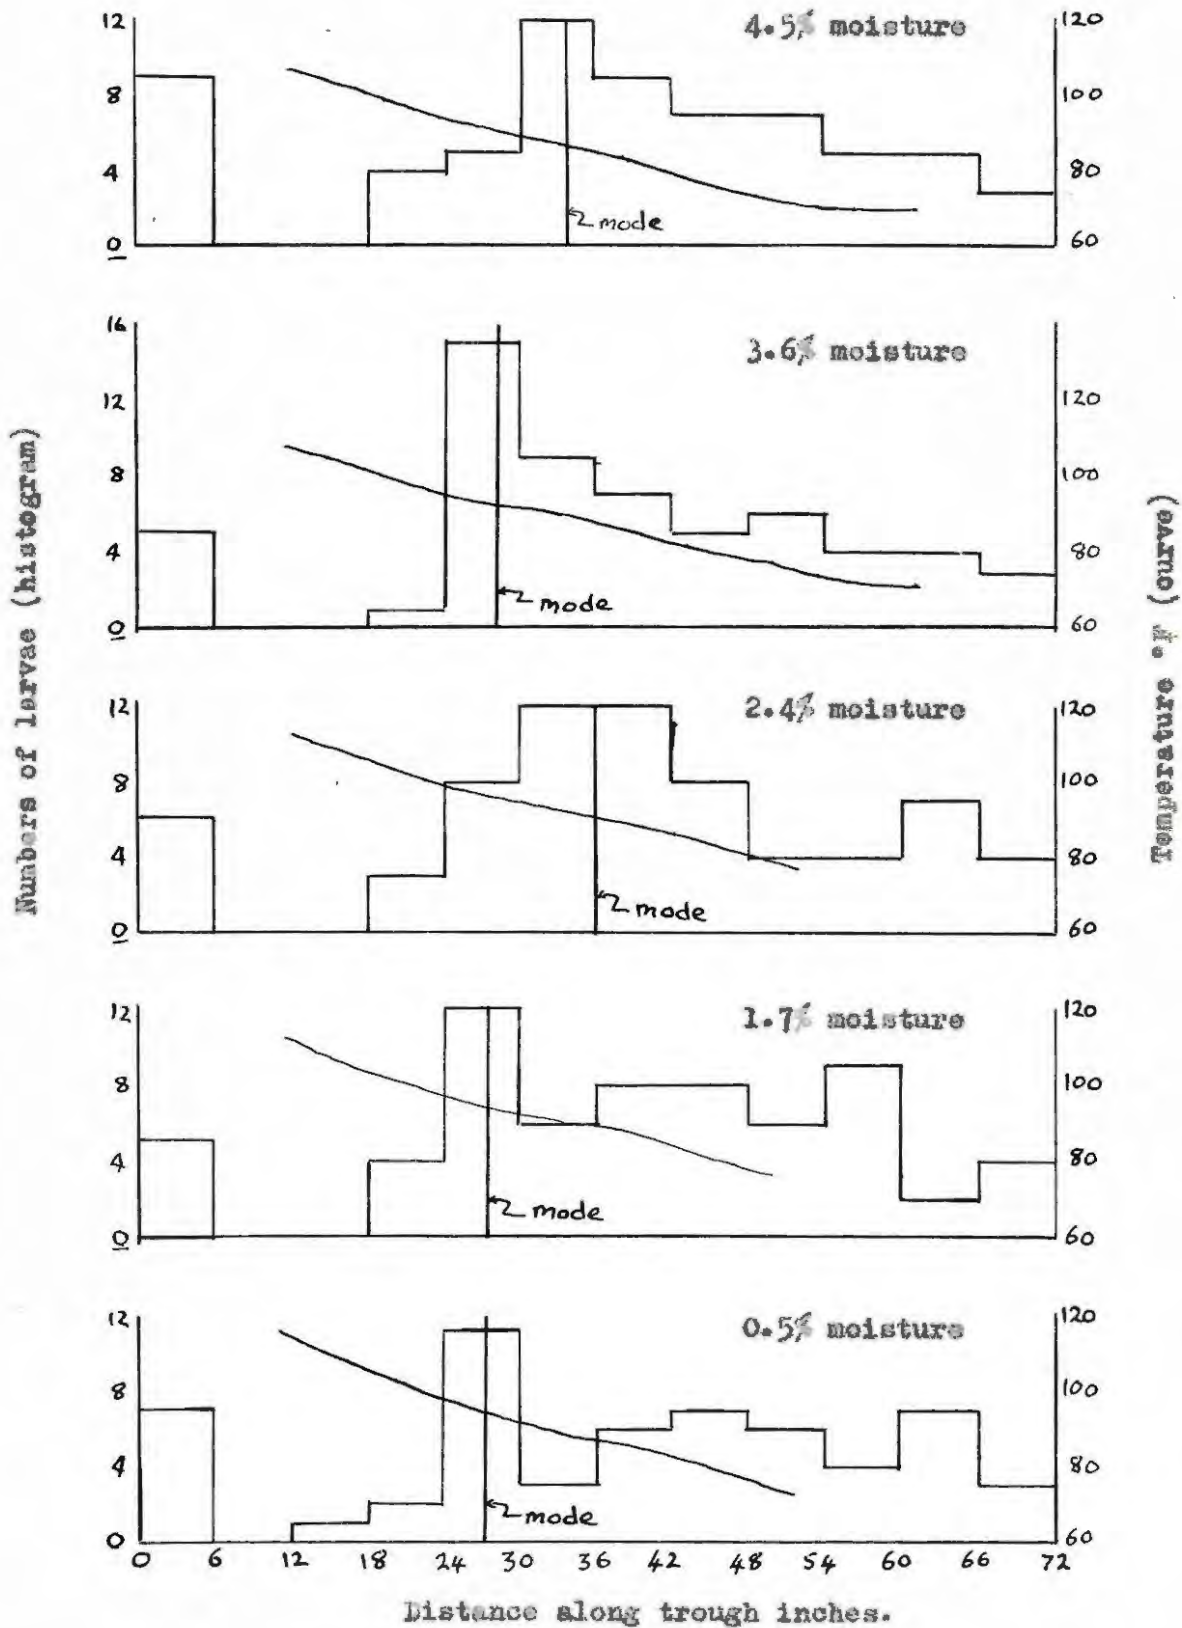 4.5% moisture
12
8
4
0
120
100
80
60
mode
3.6% moisture
16
12
8
4
0
120
100
80
60
mode
2.4% moisture
12
8
4
0
120
100
80
60
mode
1.7% moisture
12
8
4
0
120
100
80
60
mode
0.5% moisture
12
8
4
0
120
100
80
60
mode
0 6 12 18 24 30 36 42 48 54 60 66 72
Distance along trough inches.
Numbers of larvae (histogram)
Temperature °F (curve)